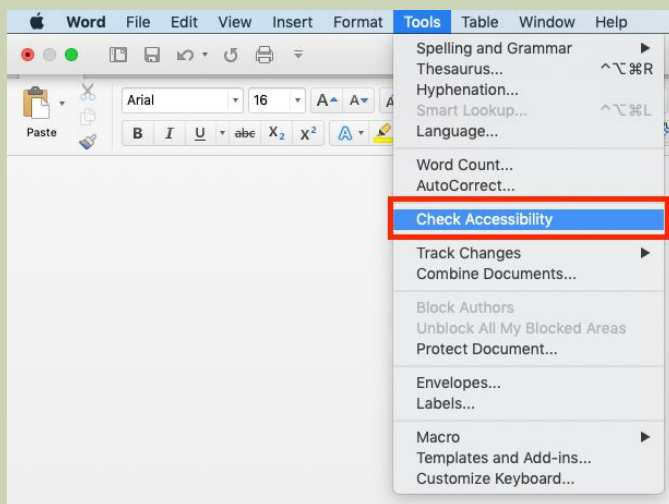 Word File Edit View Insert Format Tools Table Window Help
Paste
Arial 16 A A
B I U abc X₂ X² A
Spelling and Grammar
Thesaurus... ^⌥⌘R
Hyphenation...
Smart Lookup... ^⌥⌘L
Language...
Word Count...
AutoCorrect...
Check Accessibility
Track Changes
Combine Documents...
Block Authors
Unblock All My Blocked Areas
Protect Document...
Envelopes...
Labels...
Macro
Templates and Add-ins...
Customize Keyboard...